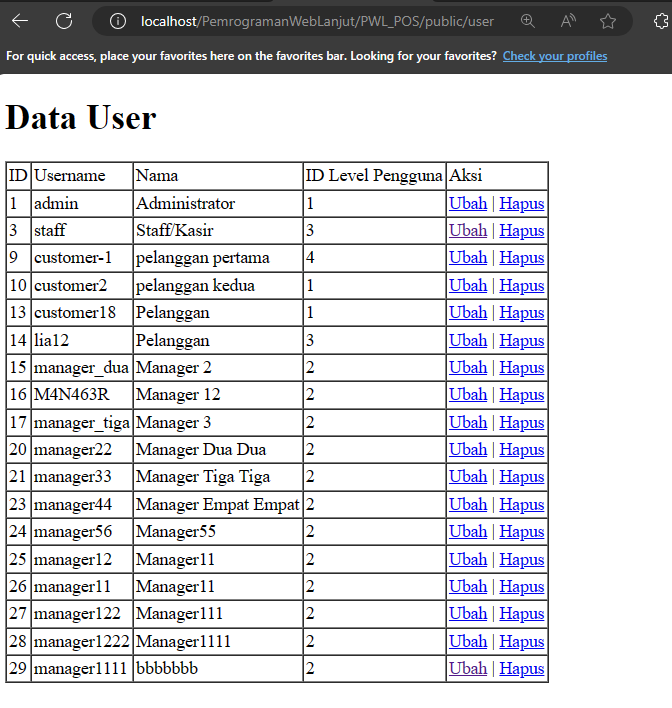 localhost/PemrogramanWebLanjut/PWL_POS/public/user
For quick access, place your favorites here on the favorites bar. Looking for your favorites? Check your profiles
Data User
ID Username Nama ID Level Pengguna Aksi
1 admin Administrator 1 Ubah | Hapus
3 staff Staff/Kasir 3 Ubah | Hapus
9 customer-1 pelanggan pertama 4 Ubah | Hapus
10 customer2 pelanggan kedua 1 Ubah | Hapus
13 customer18 Pelanggan 1 Ubah | Hapus
14 lia12 Pelanggan 3 Ubah | Hapus
15 manager_dua Manager 2 2 Ubah | Hapus
16 M4N463R Manager 12 2 Ubah | Hapus
17 manager_tiga Manager 3 2 Ubah | Hapus
20 manager22 Manager Dua Dua 2 Ubah | Hapus
21 manager33 Manager Tiga Tiga 2 Ubah | Hapus
23 manager44 Manager Empat Empat 2 Ubah | Hapus
24 manager56 Manager55 2 Ubah | Hapus
25 manager12 Manager11 2 Ubah | Hapus
26 manager11 Manager11 2 Ubah | Hapus
27 manager122 Manager111 2 Ubah | Hapus
28 manager1222 Manager1111 2 Ubah | Hapus
29 manager1111 bbbbbbb 2 Ubah | Hapus